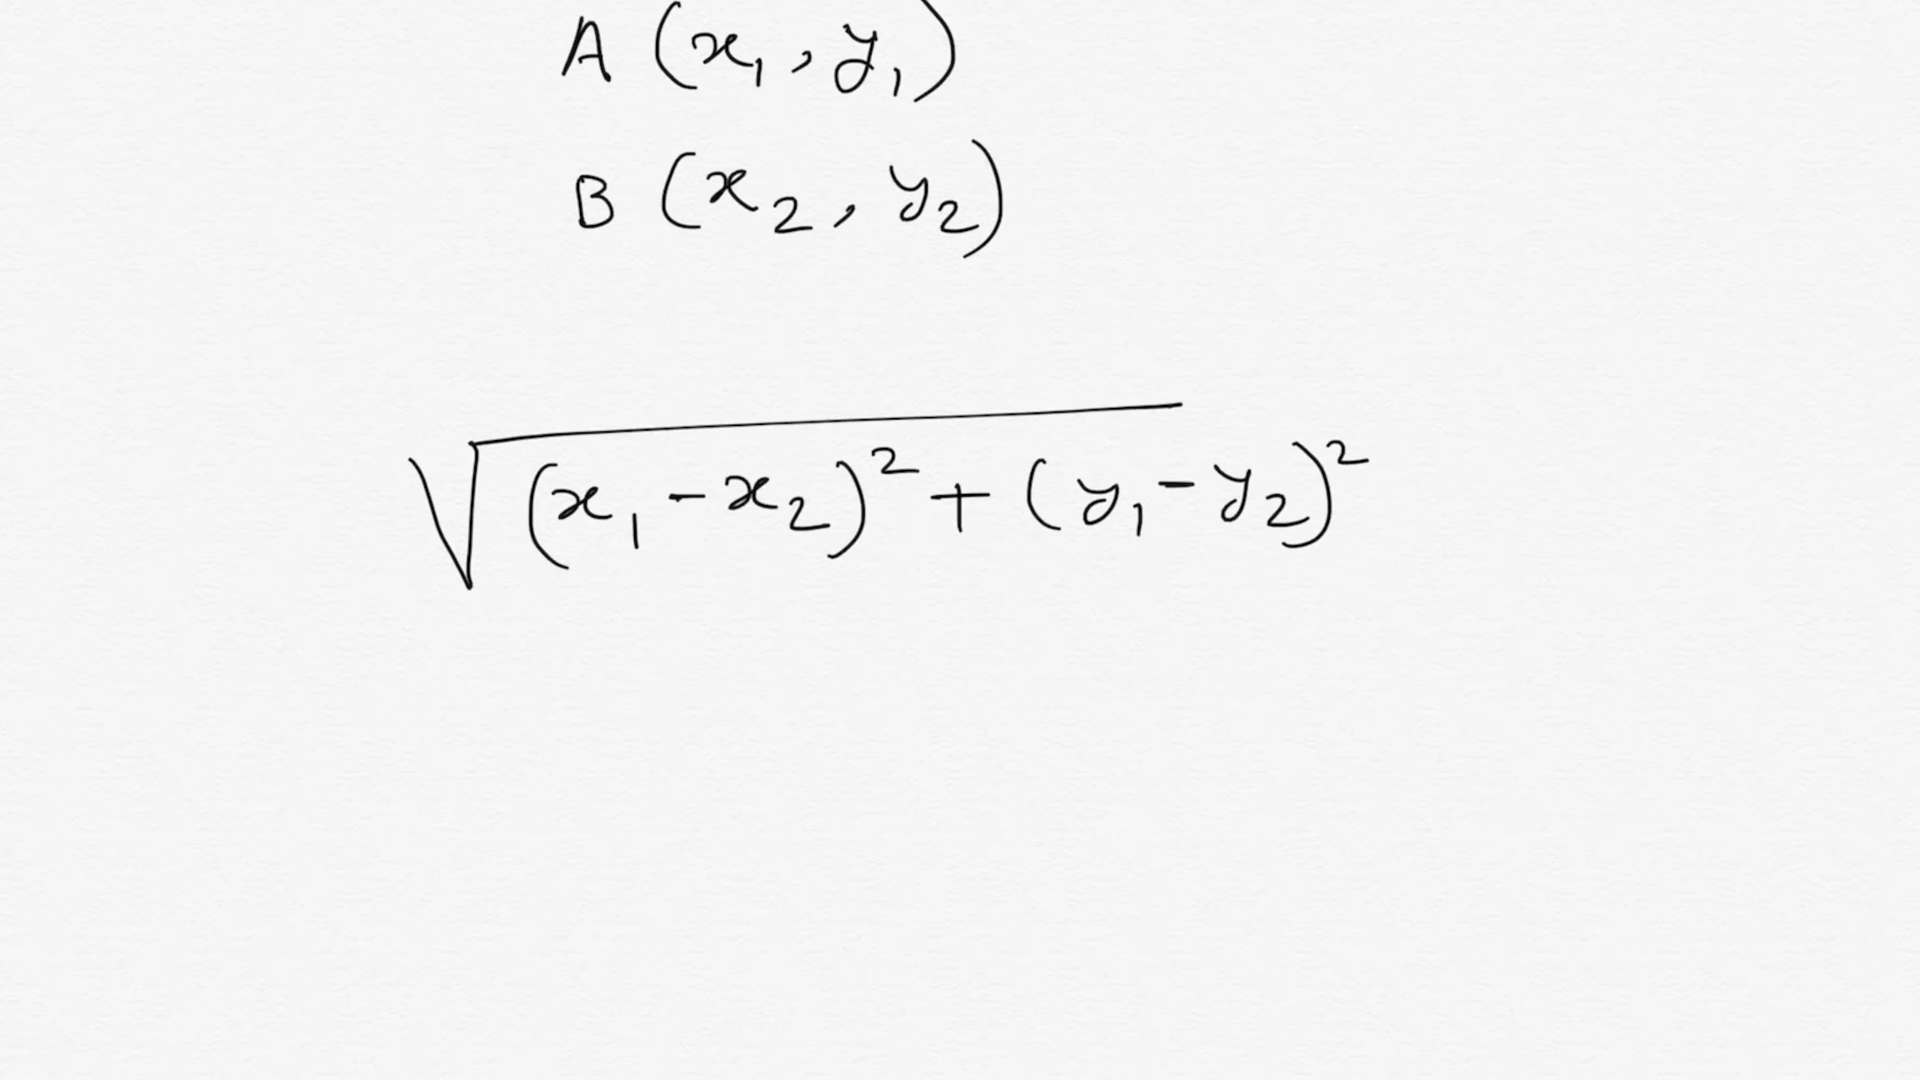 A (x₁, y₁)
B (x₂, y₂)
√(x₁-x₂)² + (y₁-y₂)²